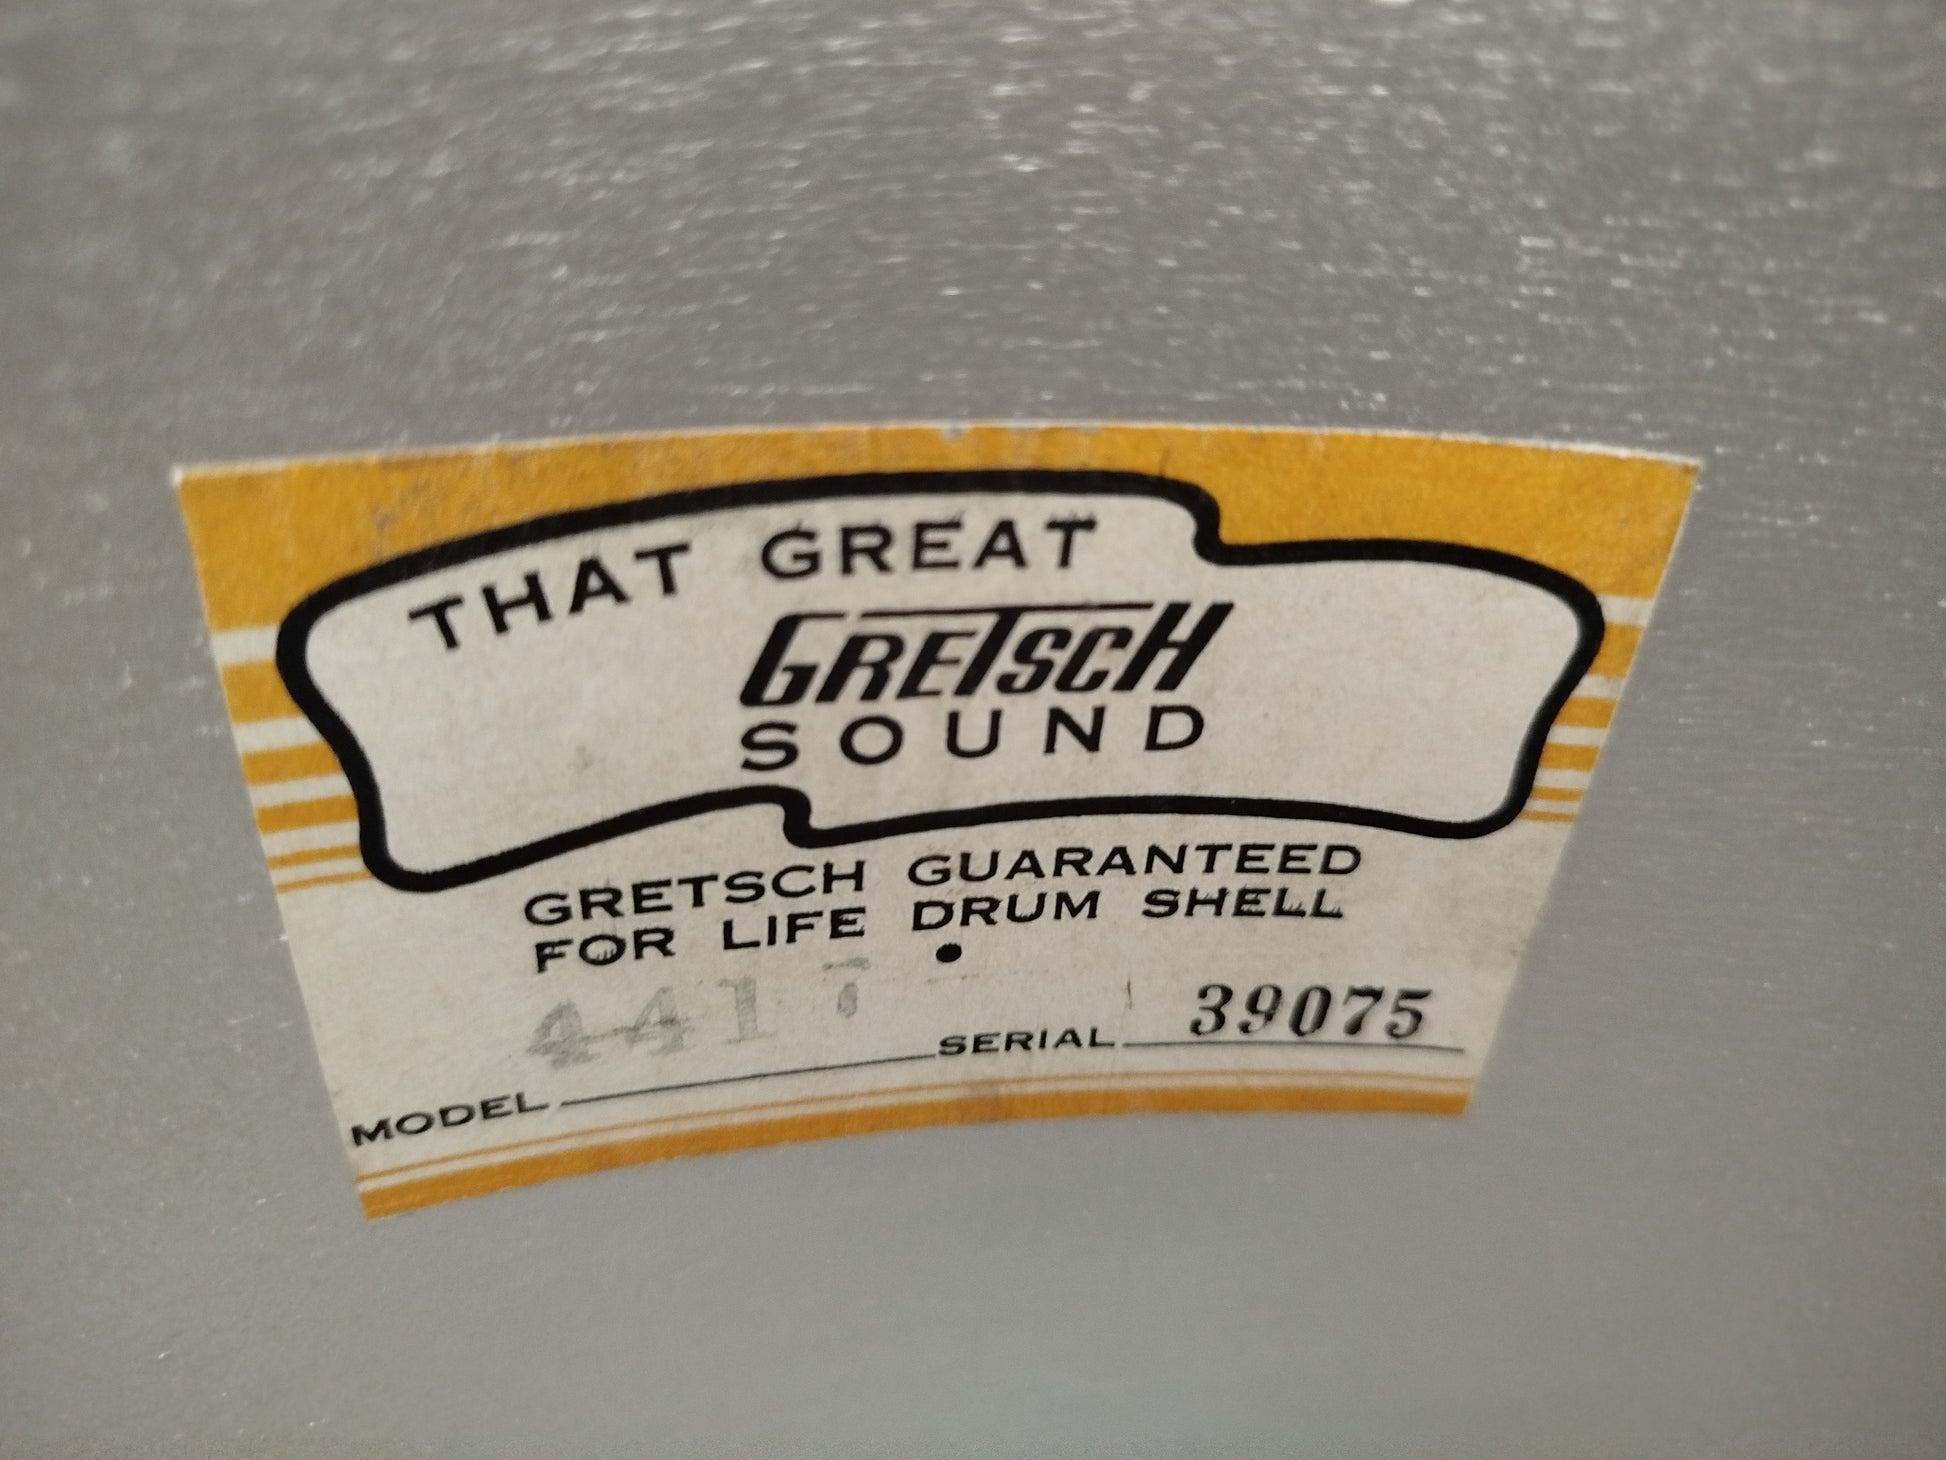 THAT GREAT
GRETSCH
SOUND
GRETSCH GUARANTEED
FOR LIFE DRUM SHELL
MODEL SERIAL 39075